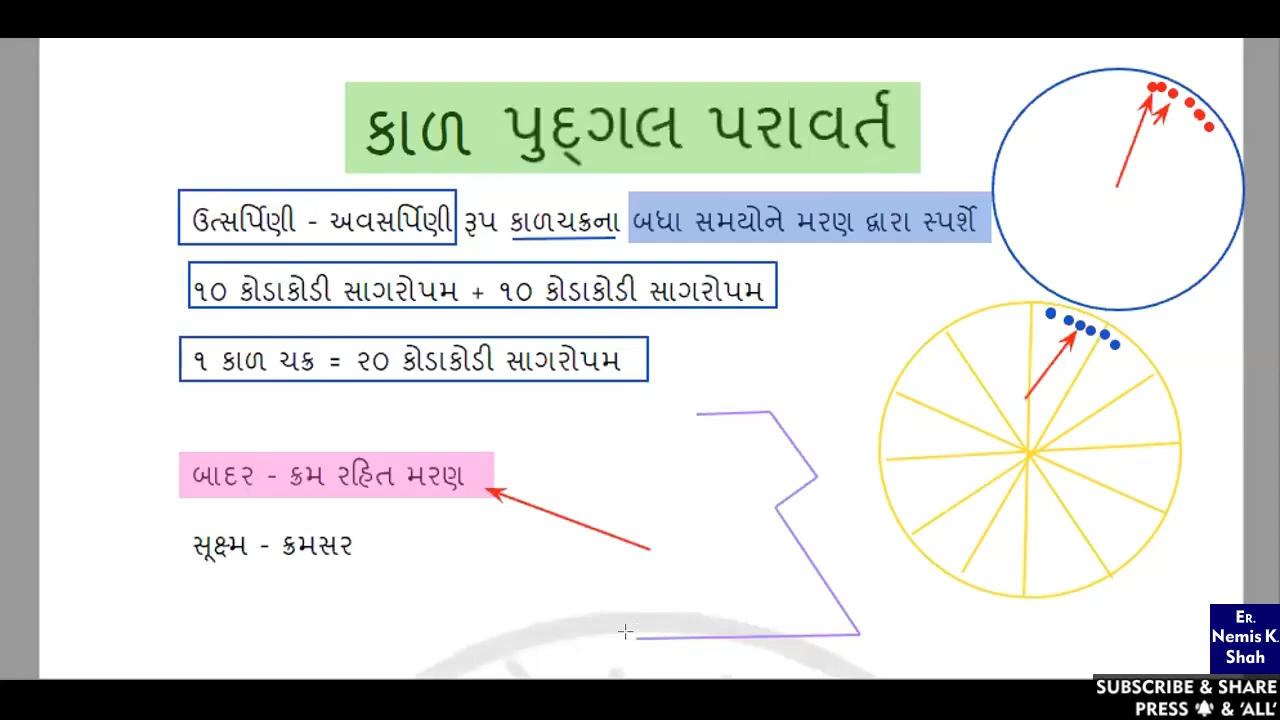 કાળ પુદ્ગલ પરાવર્ત
ઉત્સર્પિણી - અવસર્પિણી રૂપ કાળચક્રના બધા સમયોને મરણ દ્વારા સ્પર્શે
૧૦ કોડાકોડી સાગરોપમ + ૧૦ કોડાકોડી સાગરોપમ
૧ કાળ ચક્ર = ૨૦ કોડાકોડી સાગરોપમ
બાદર - ક્રમ રહિત મરણ
સૂક્ષ્મ - ક્રમસર
ER.
Nemis K.
Shah
SUBSCRIBE & SHARE
PRESS & ‘ALL’